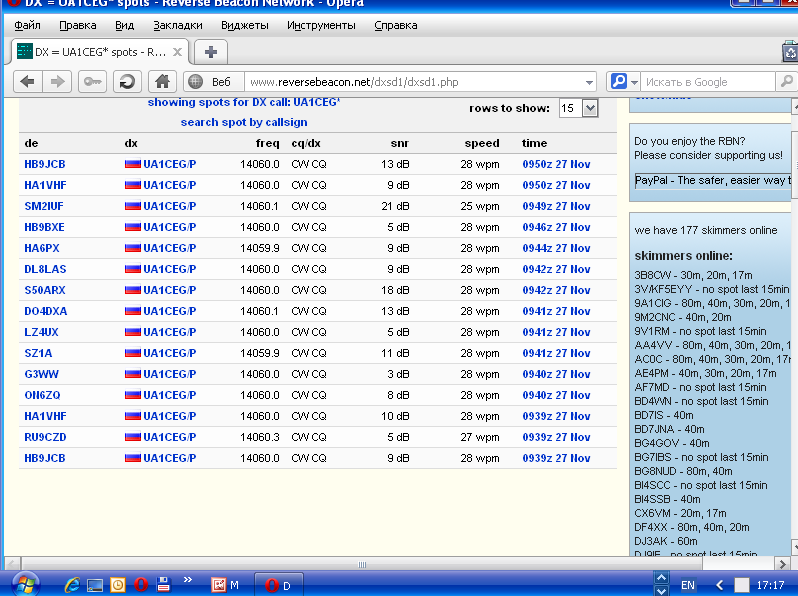 DX = UA1CEG* spots - Reverse Beacon Network - Opera
Файл Правка Вид Закладки Виджеты Инструменты Справка
DX = UA1CEG* spots - R...
Веб www.reversebeacon.net/dxsd1/dxsd1.php Искать в Google
showing spots for DX call: UA1CEG*
rows to show: 15
search spot by callsign
de dx freq cq/dx snr speed time
HB9JCB UA1CEG/P 14060.0 CW CQ 13 dB 28 wpm 0950z 27 Nov
HA1VHF UA1CEG/P 14060.0 CW CQ 9 dB 28 wpm 0950z 27 Nov
SM2IUF UA1CEG/P 14060.1 CW CQ 21 dB 25 wpm 0949z 27 Nov
HB9BXE UA1CEG/P 14060.0 CW CQ 5 dB 28 wpm 0946z 27 Nov
HA6PX UA1CEG/P 14059.9 CW CQ 9 dB 28 wpm 0944z 27 Nov
DL8LAS UA1CEG/P 14060.0 CW CQ 9 dB 28 wpm 0942z 27 Nov
S50ARX UA1CEG/P 14060.0 CW CQ 18 dB 28 wpm 0942z 27 Nov
DO4DXA UA1CEG/P 14060.1 CW CQ 13 dB 28 wpm 0941z 27 Nov
LZ4UX UA1CEG/P 14060.0 CW CQ 5 dB 28 wpm 0941z 27 Nov
SZ1A UA1CEG/P 14059.9 CW CQ 11 dB 28 wpm 0941z 27 Nov
G3WW UA1CEG/P 14060.0 CW CQ 3 dB 28 wpm 0940z 27 Nov
ON6ZQ UA1CEG/P 14060.0 CW CQ 8 dB 28 wpm 0940z 27 Nov
HA1VHF UA1CEG/P 14060.0 CW CQ 10 dB 28 wpm 0939z 27 Nov
RU9CZD UA1CEG/P 14060.3 CW CQ 5 dB 27 wpm 0939z 27 Nov
HB9JCB UA1CEG/P 14060.0 CW CQ 9 dB 28 wpm 0939z 27 Nov
Do you enjoy the RBN?
Please consider supporting us!
PayPal - The safer, easier way t
we have 177 skimmers online
skimmers online:
3B8CW - 30m, 20m, 17m
3V/KF5EYY - no spot last 15min
9A1CIG - 80m, 40m, 30m, 20m, 1
9M2CNC - 40m, 20m
9V1RM - no spot last 15min
AA4VV - 80m, 40m, 30m, 20m, 1
AC0C - 80m, 40m, 30m, 20m, 17m
AE4PM - 40m, 30m, 20m, 17m
AF7MD - no spot last 15min
BD4WN - no spot last 15min
BD7IS - 40m
BD7JNA - 40m
BG4GOV - 40m
BG7IBS - no spot last 15min
BG8NUD - 80m, 40m
BI4SCC - no spot last 15min
BI4SSB - 40m
CX6VM - 20m, 17m
DF4XX - 80m, 40m, 20m
DJ3AK - 60m
DJ9IE - no spot last 15min
M D EN 17:17